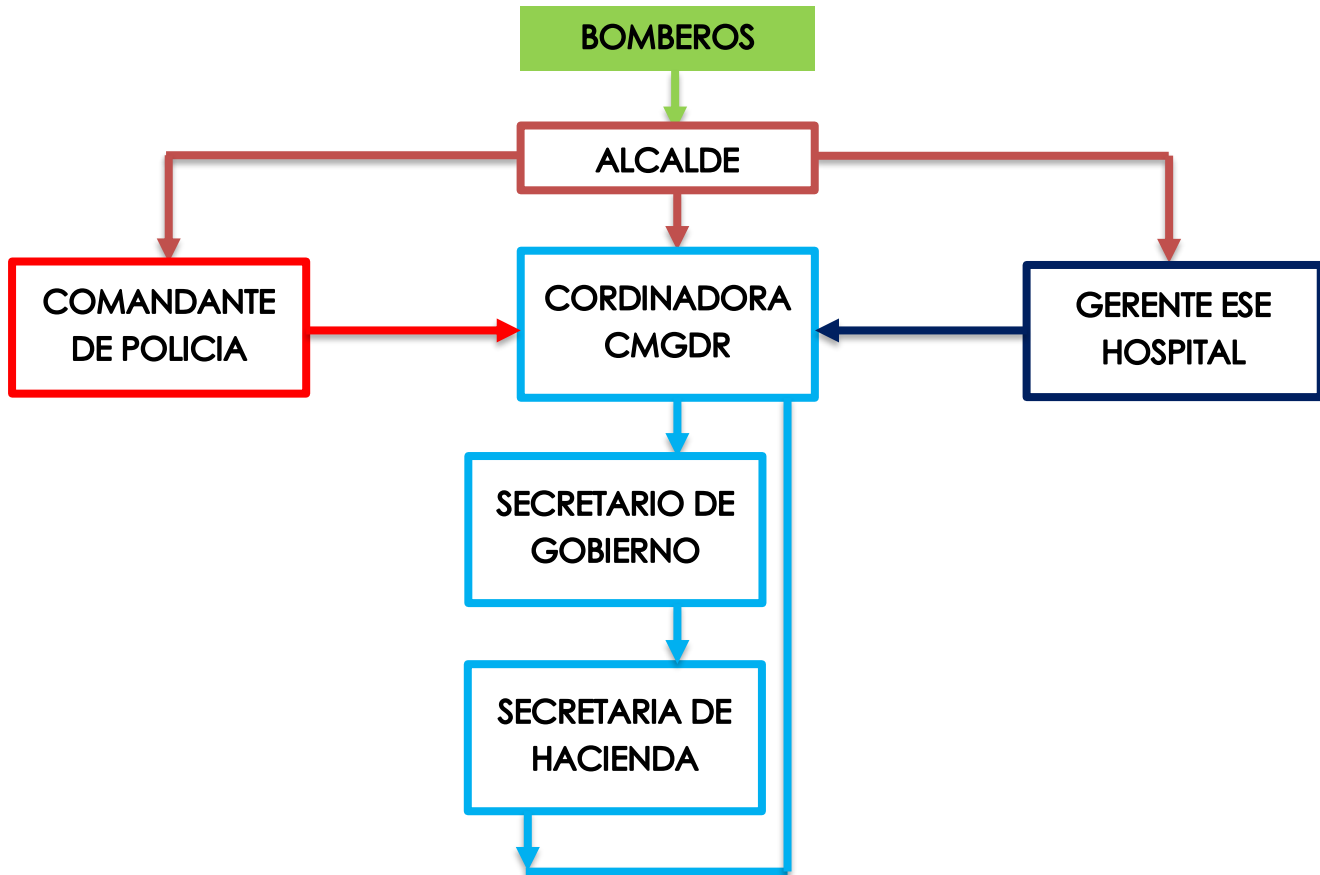 BOMBEROS
ALCALDE
COMANDANTE
DE POLICIA
CORDINADORA
CMGDR
GERENTE ESE
HOSPITAL
SECRETARIO DE
GOBIERNO
SECRETARIA DE
HACIENDA